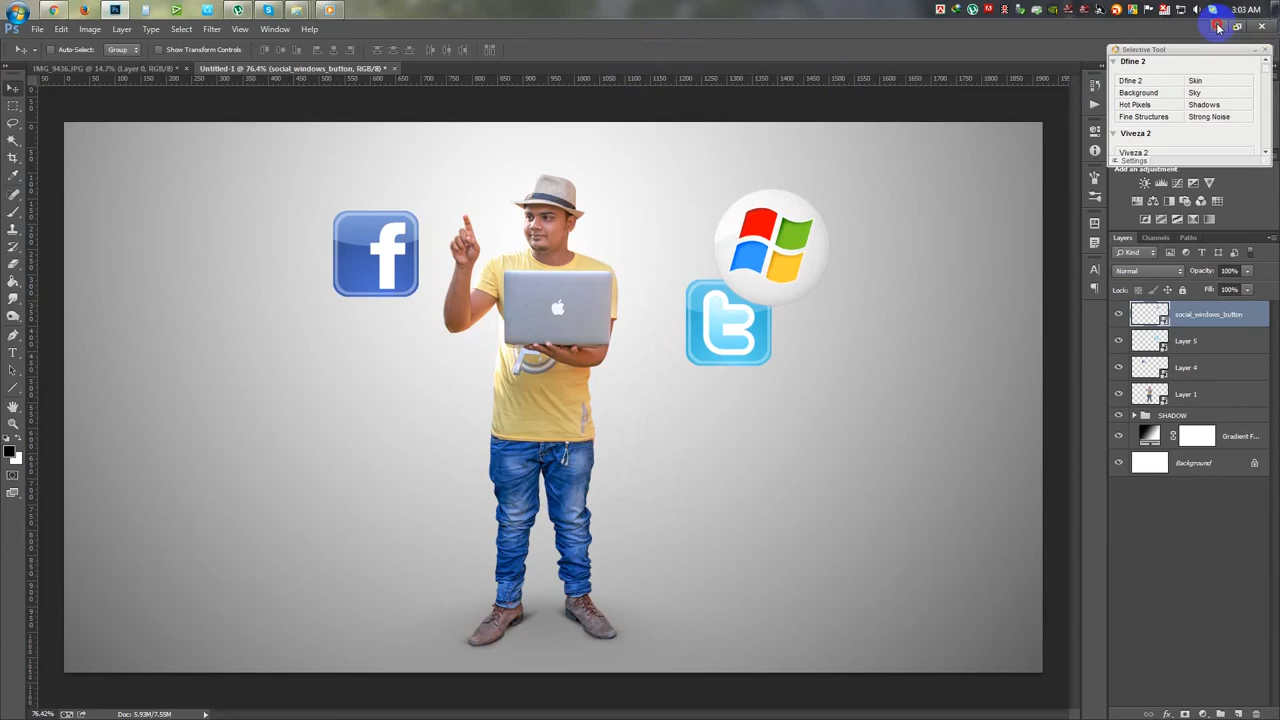 3:03 AM
Ps File Edit Image Layer Type Select Filter View Window Help
Auto-Select: Group Show Transform Controls
IMG_9436.JPG @ 14.7% (Layer 0, RGB/8) * × Untitled-1 @ 76.4% (social_windows_button, RGB/8) * ×
Selective Tool
Dfine 2
Dfine 2 Skin
Background Sky
Hot Pixels Shadows
Fine Structures Strong Noise
Viveza 2
Viveza 2
Settings
Add an adjustment
Layers Channels Paths
Kind
Normal Opacity: 100%
Lock: Fill: 100%
social_windows_button
Layer 5
Layer 4
Layer 1
SHADOW
Gradient F...
Background
f
t
76.42% Doc: 5.93M/7.55M